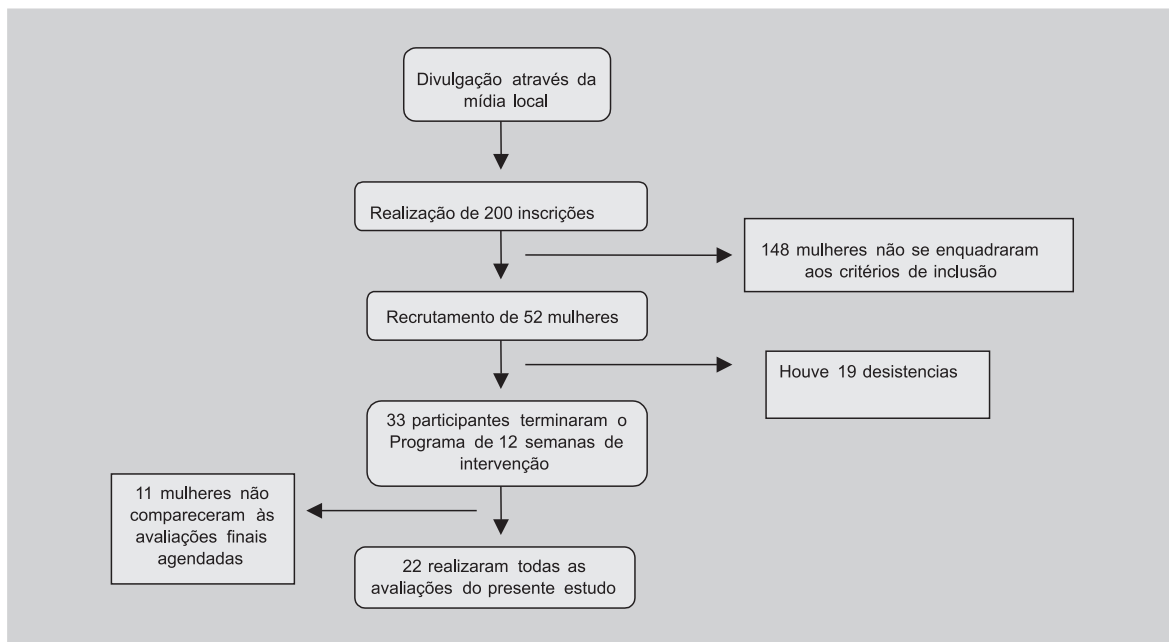 Divulgação através da
mídia local
Realização de 200 inscrições
148 mulheres não se enquadraram
aos critérios de inclusão
Recrutamento de 52 mulheres
Houve 19 desistencias
33 participantes terminaram o
Programa de 12 semanas de
intervenção
11 mulheres não
compareceram às
avaliações finais
agendadas
22 realizaram todas as
avaliações do presente estudo